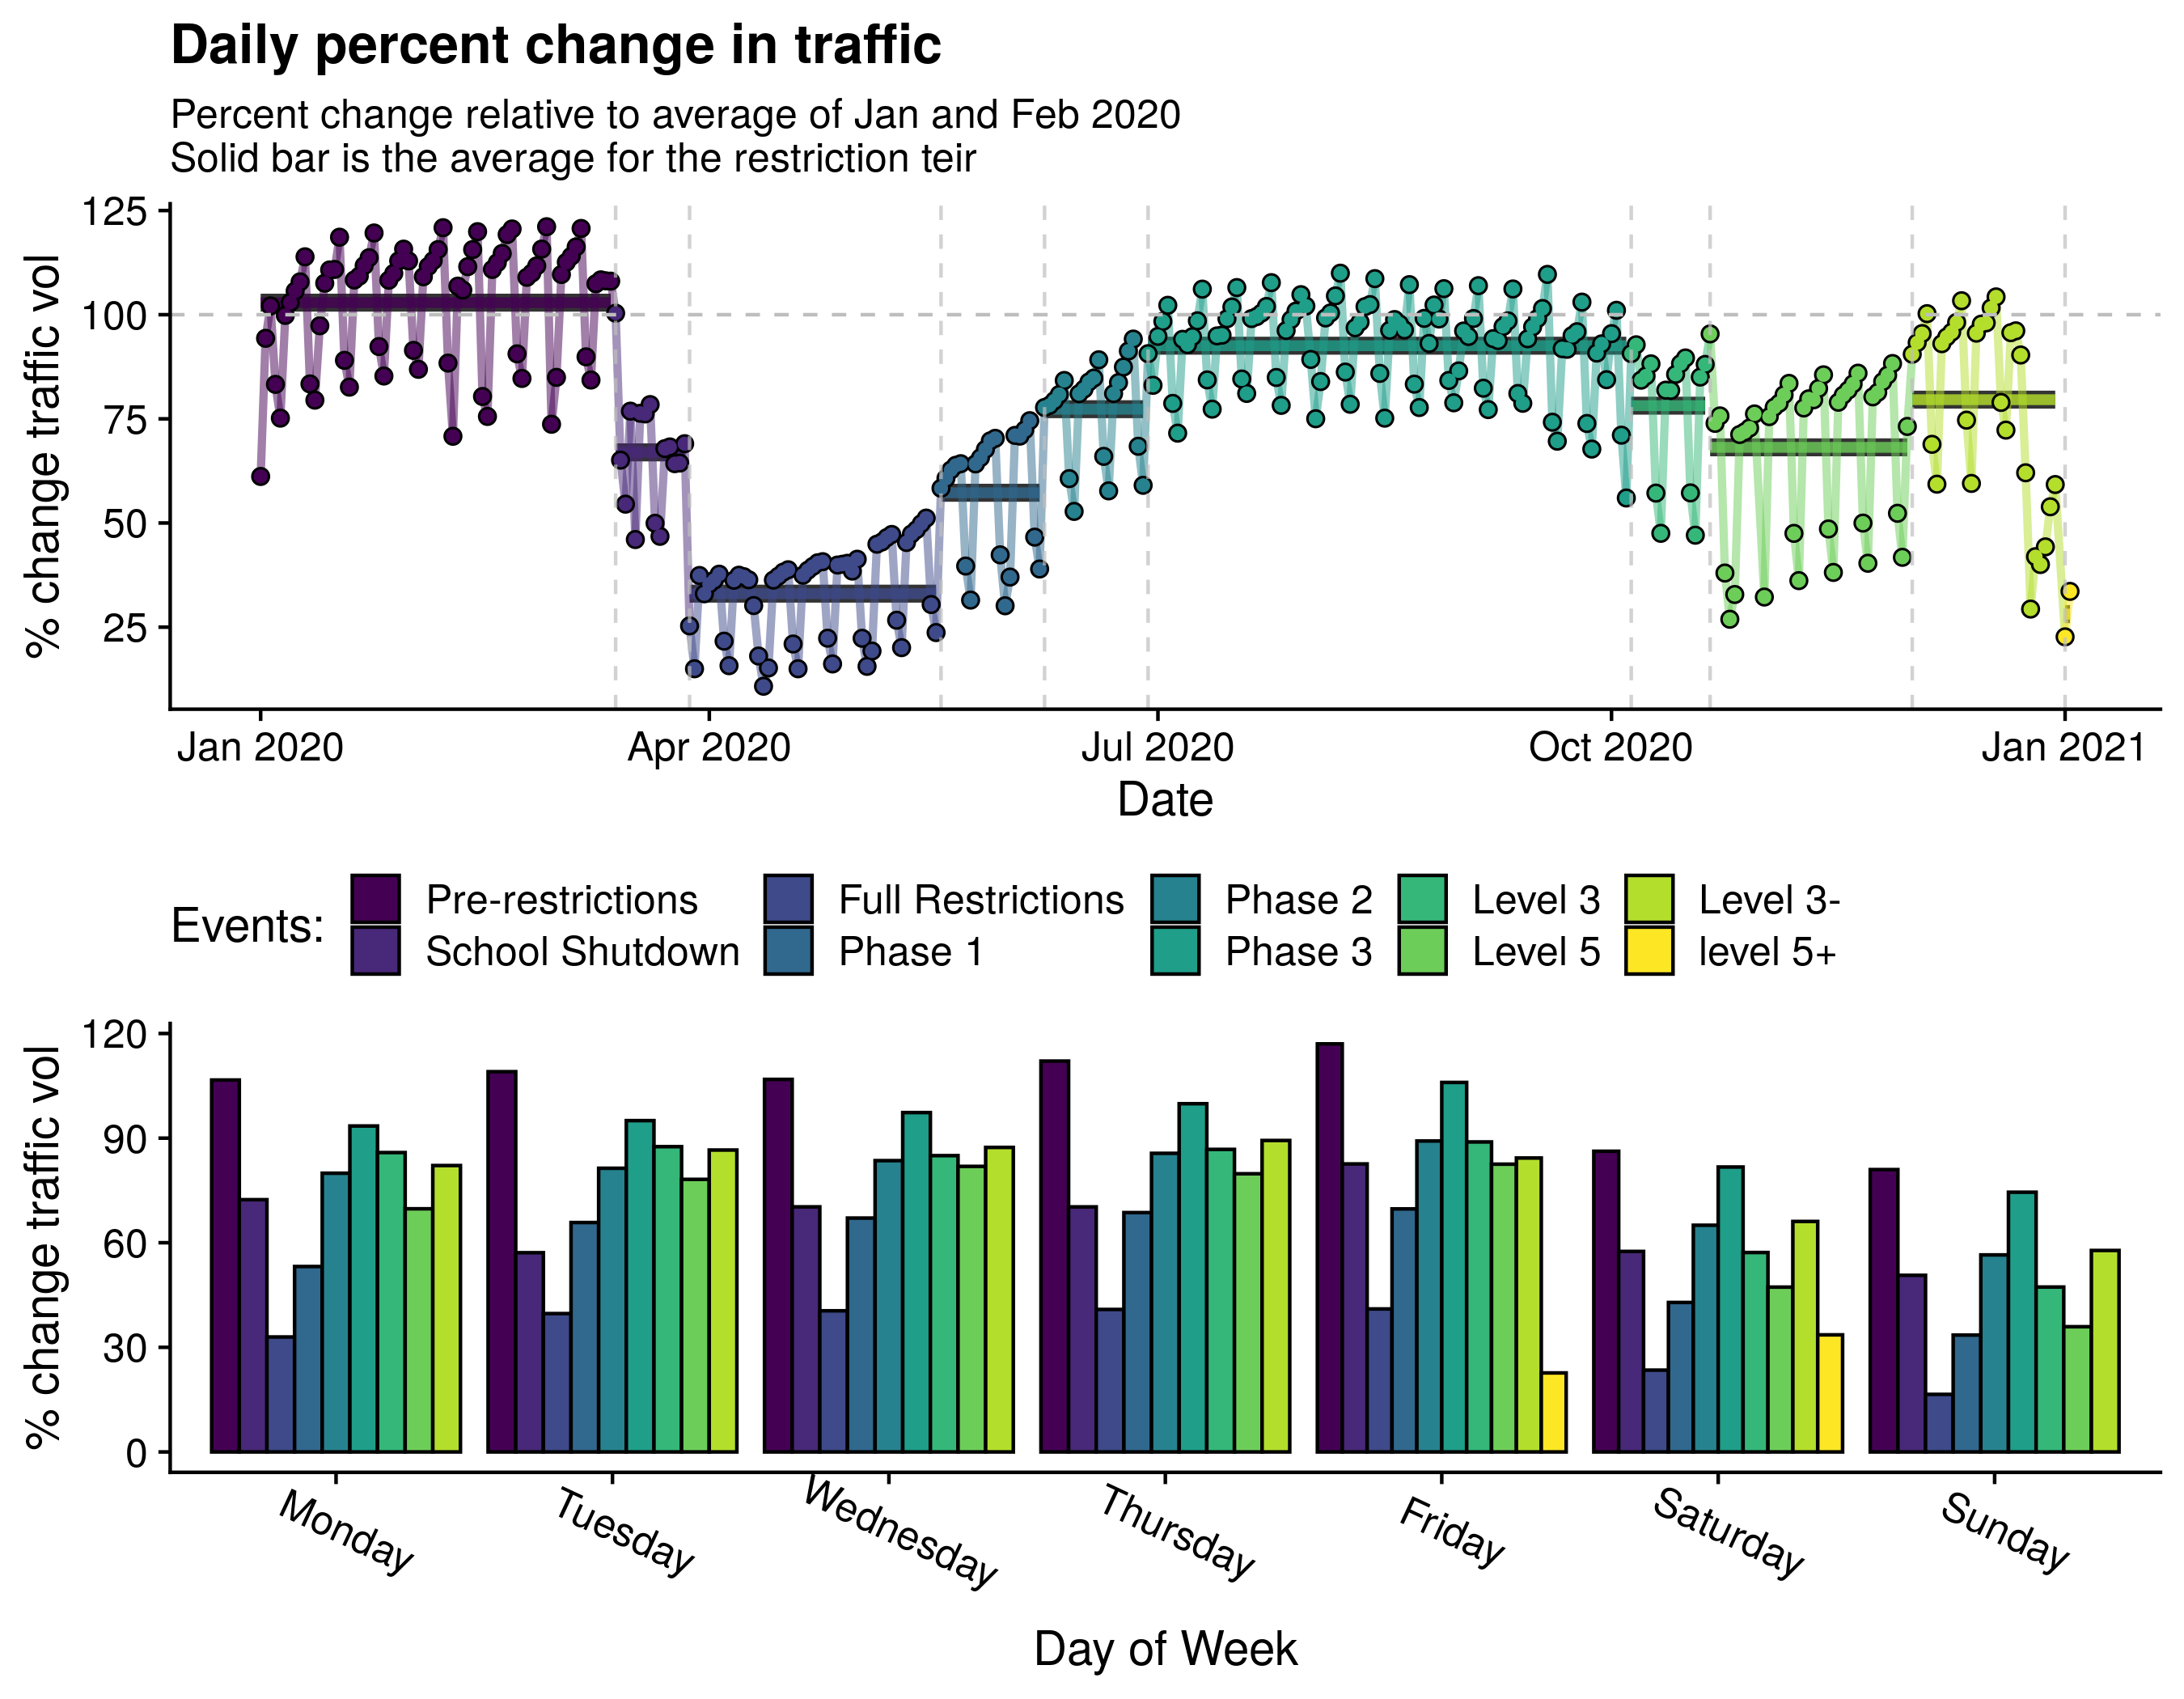 Daily percent change in traffic
Percent change relative to average of Jan and Feb 2020
Solid bar is the average for the restriction teir
% change traffic vol
125
100
75
50
25
Jan 2020 Apr 2020 Jul 2020 Oct 2020 Jan 2021
Date
Events:
Pre-restrictions Full Restrictions Phase 2 Level 3 Level 3-
School Shutdown Phase 1 Phase 3 Level 5 level 5+
% change traffic vol
120
90
60
30
0
Monday Tuesday Wednesday Thursday Friday Saturday Sunday
Day of Week